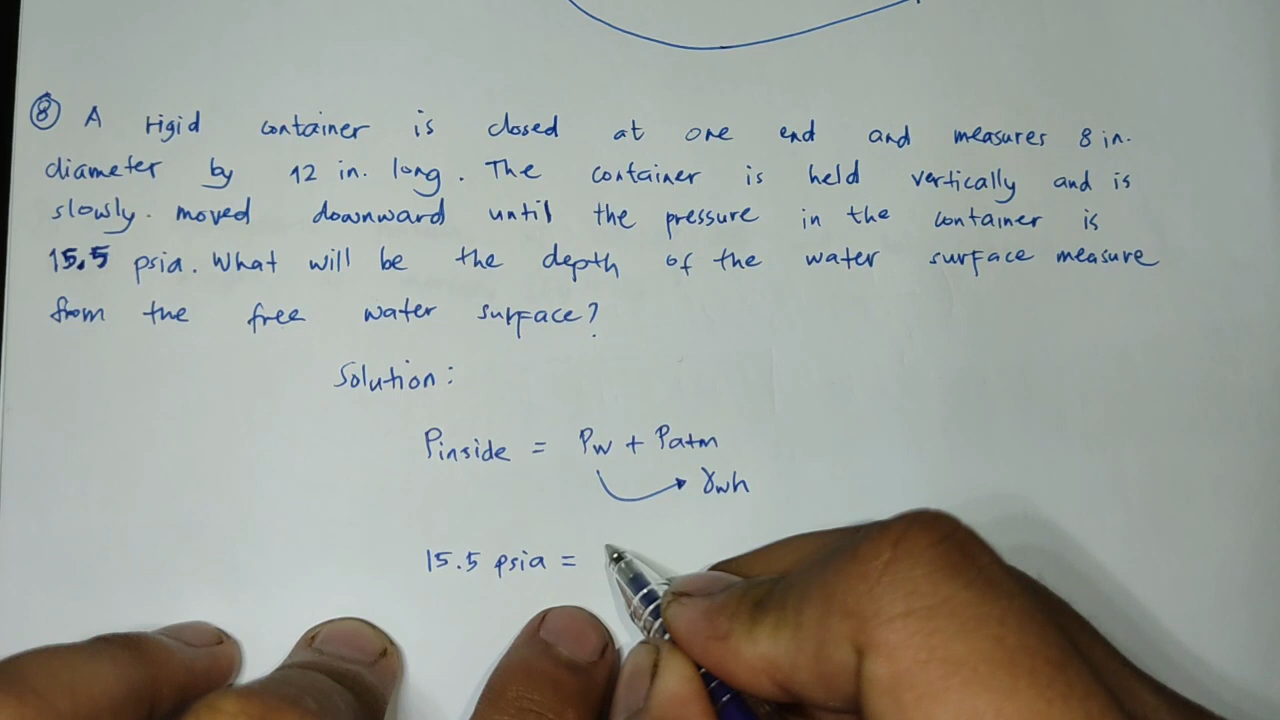 ⑧ A rigid container is closed at one end and measures 8 in.
diameter by 12 in. long. The container is held vertically and is
slowly. moved downward until the pressure in the container is
15.5 psia. What will be the depth of the water surface measure
from the free water surface?
Solution:
Pinside = Pw + Patm
γwh
15.5 psia =